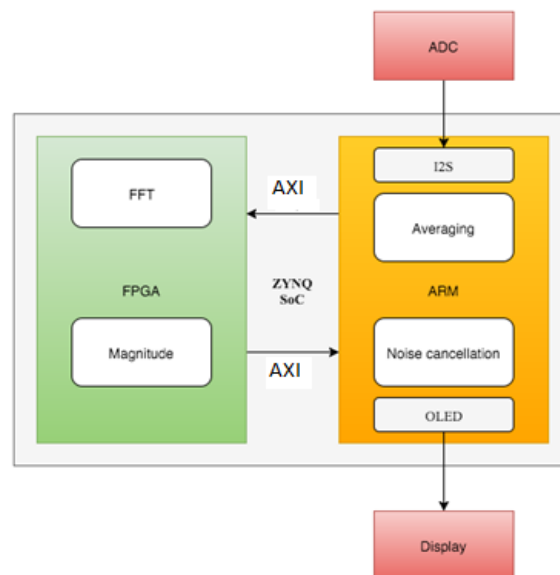 ADC
I2S
FFT
AXI
Averaging
FPGA
ZYNQ
SoC
ARM
Magnitude
AXI
Noise cancellation
OLED
Display